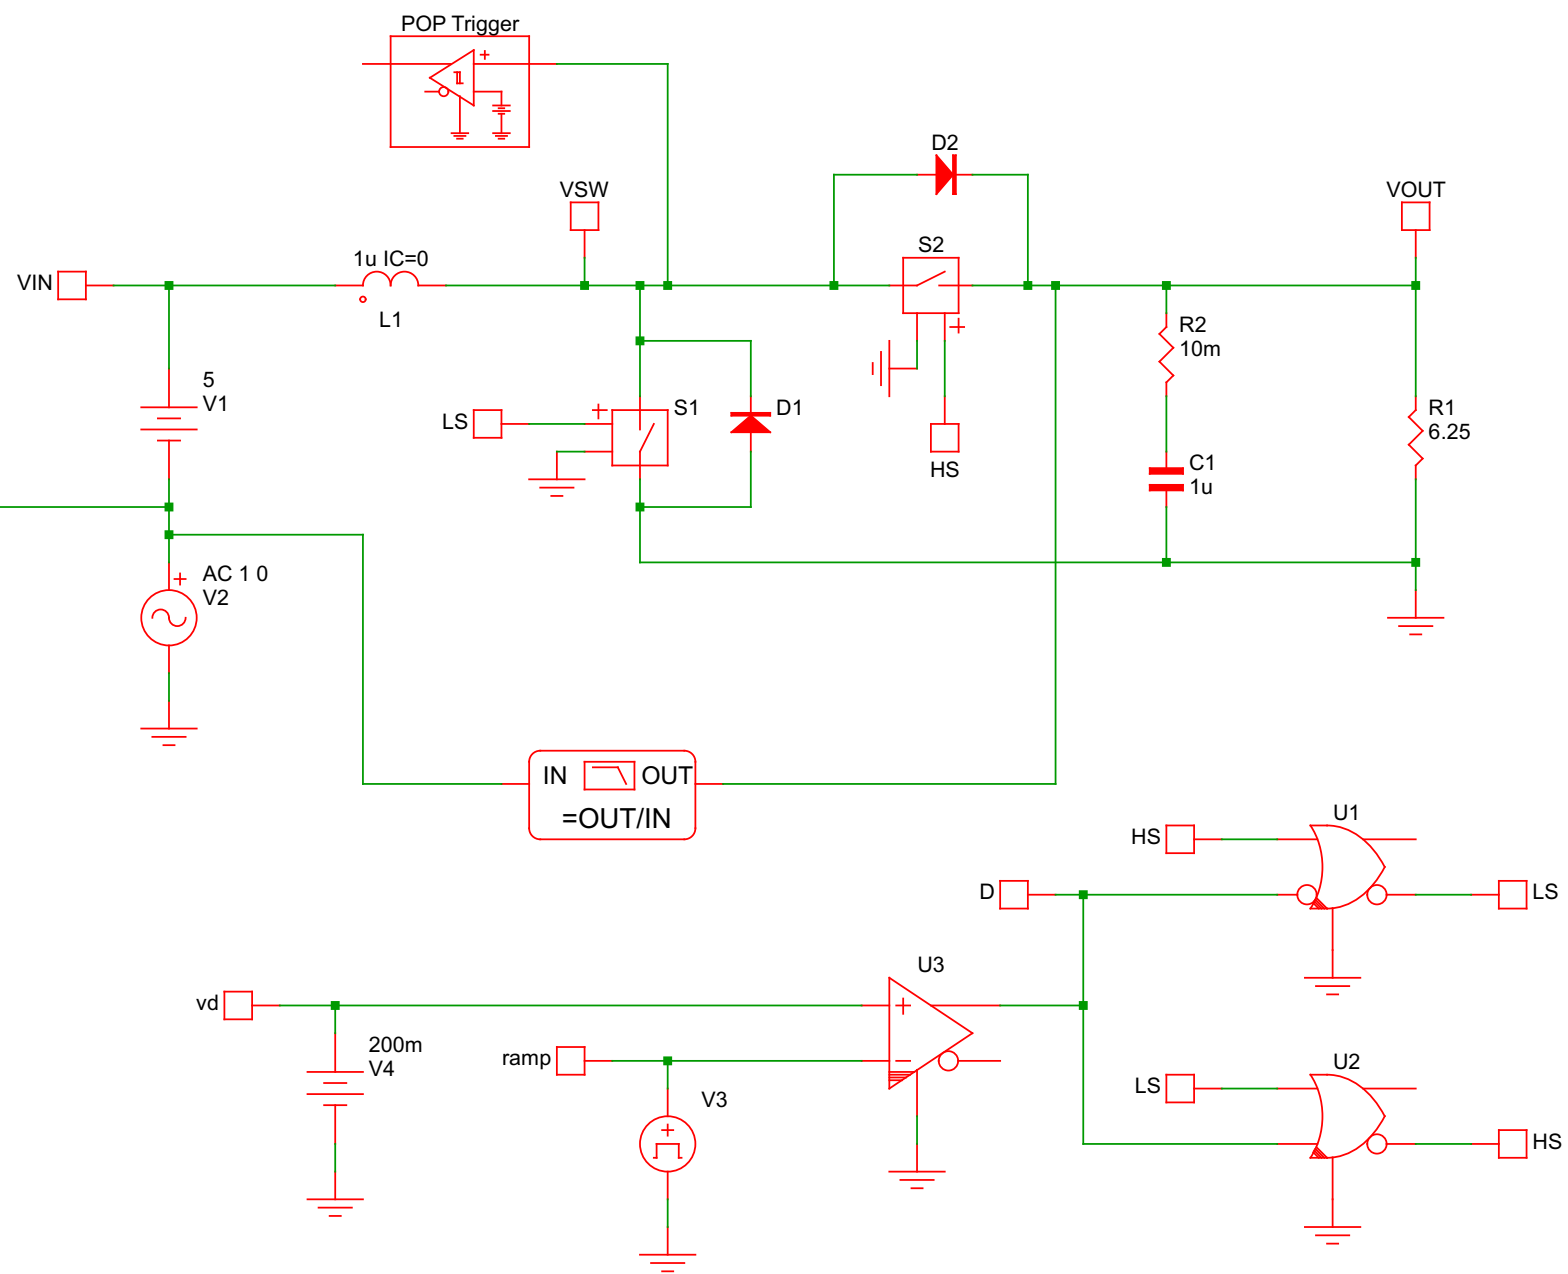 POP Trigger
+
D2
VSW
VOUT
1u IC=0
S2
VIN
L1
+
R2
10m
5
V1
LS
+
S1
D1
R1
6.25
HS
C1
1u
AC 1 0
+
V2
IN
OUT
=OUT/IN
U1
HS
D
LS
U3
vd
+
200m
V4
ramp
−
U2
LS
V3
+
HS